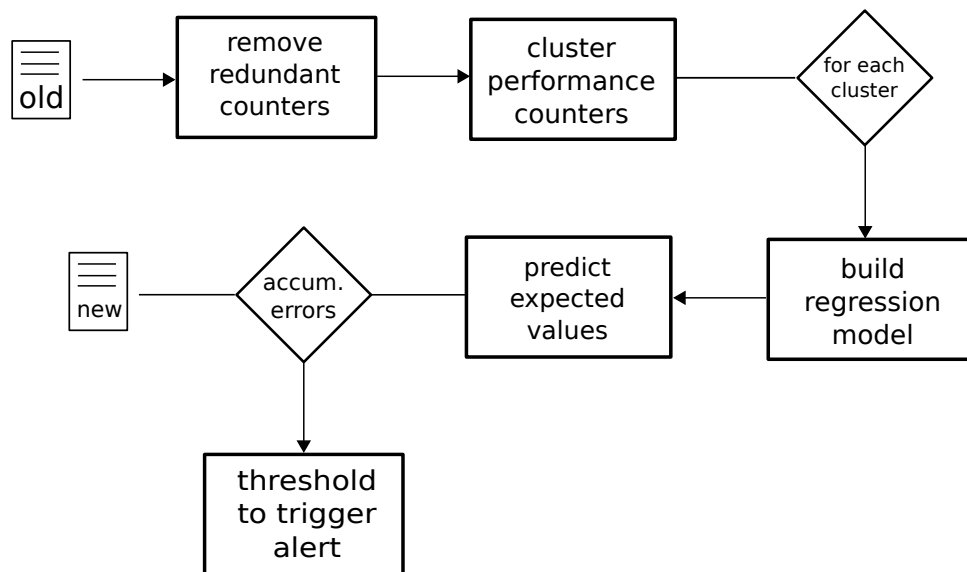 old
remove
redundant
counters
cluster
performance
counters
for each
cluster
new
accum.
errors
predict
expected
values
build
regression
model
threshold
to trigger
alert